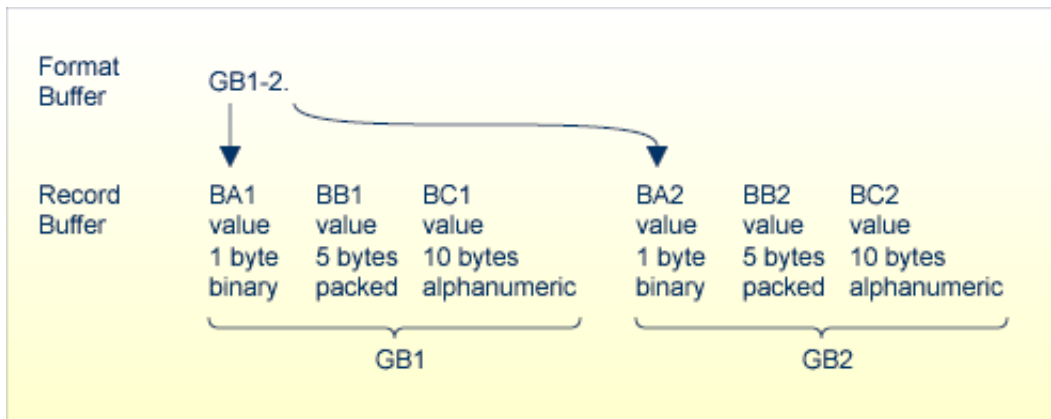 Format
Buffer
GB1-2.
Record
Buffer
BA1
value
1 byte
binary
BB1
value
5 bytes
packed
BC1
value
10 bytes
alphanumeric
BA2
value
1 byte
binary
BB2
value
5 bytes
packed
BC2
value
10 bytes
alphanumeric
GB1
GB2